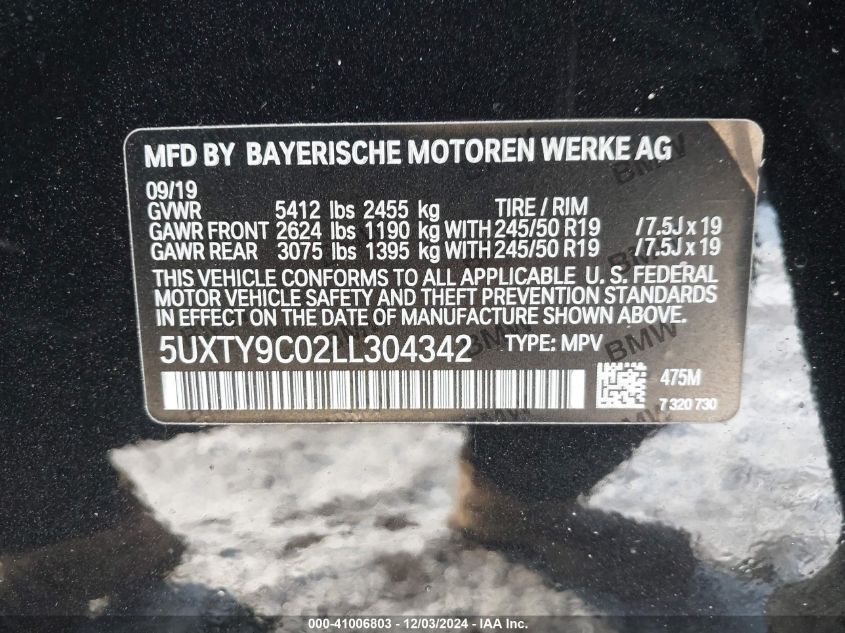 MFD BY BAYERISCHE MOTOREN WERKE AG
09/19
GVWR 5412 lbs 2455 kg TIRE / RIM
GAWR FRONT 2624 lbs 1190 kg WITH 245/50 R19 / 7.5J x 19
GAWR REAR 3075 lbs 1395 kg WITH 245/50 R19 / 7.5J x 19
THIS VEHICLE CONFORMS TO ALL APPLICABLE U. S. FEDERAL
MOTOR VEHICLE SAFETY AND THEFT PREVENTION STANDARDS
IN EFFECT ON THE DATE OF MANUFACTURE SHOWN ABOVE.
5UXTY9C02LL304342 TYPE: MPV
475M
7 320 730
000-41006803 - 12/03/2024 - IAA Inc.